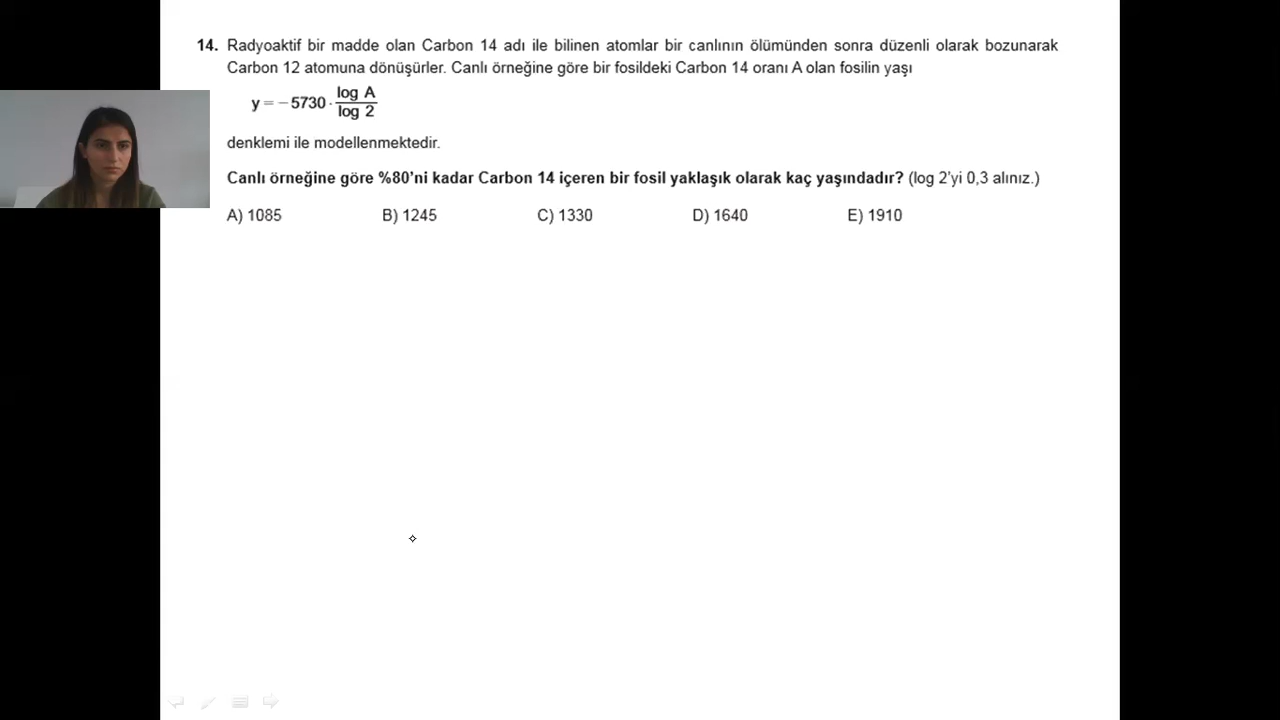 14. Radyoaktif bir madde olan Carbon 14 adı ile bilinen atomlar bir canlının ölümünden sonra düzenli olarak bozunarak
Carbon 12 atomuna dönüşürler. Canlı örneğine göre bir fosildeki Carbon 14 oranı A olan fosilin yaşı
y = − 5730 · log A / log 2
denklemi ile modellenmektedir.
Canlı örneğine göre %80’ni kadar Carbon 14 içeren bir fosil yaklaşık olarak kaç yaşındadır? (log 2’yi 0,3 alınız.)
A) 1085 B) 1245 C) 1330 D) 1640 E) 1910